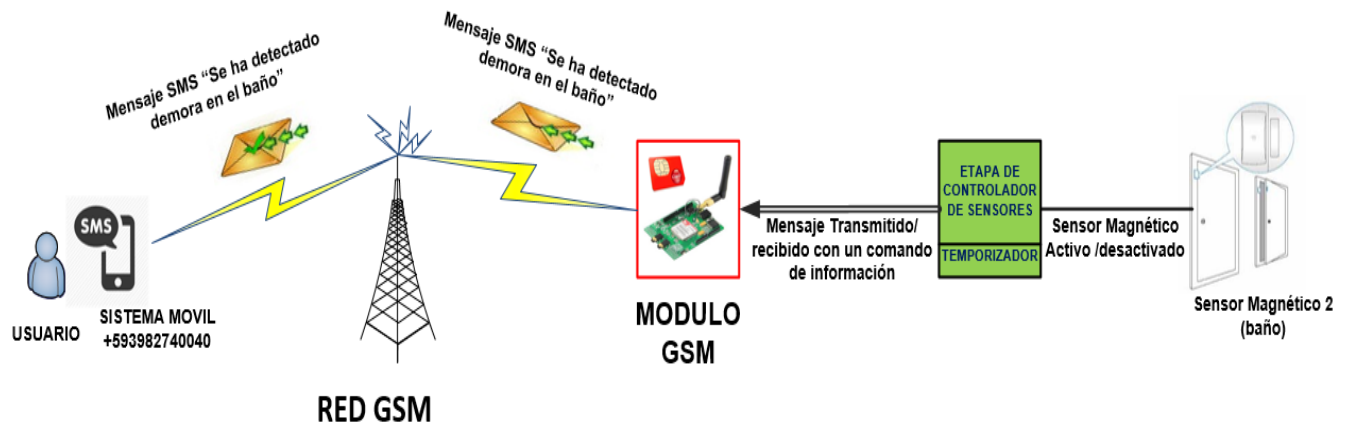 Mensaje SMS “Se ha detectado
demora en el baño”
Mensaje SMS “Se ha detectado
demora en el baño”
SMS
USUARIO
SISTEMA MOVIL
+593982740040
RED GSM
MODULO
GSM
Mensaje Transmitido/
recibido con un comando
de información
ETAPA DE
CONTROLADOR
DE SENSORES
TEMPORIZADOR
Sensor Magnético
Activo /desactivado
Sensor Magnético 2
(baño)